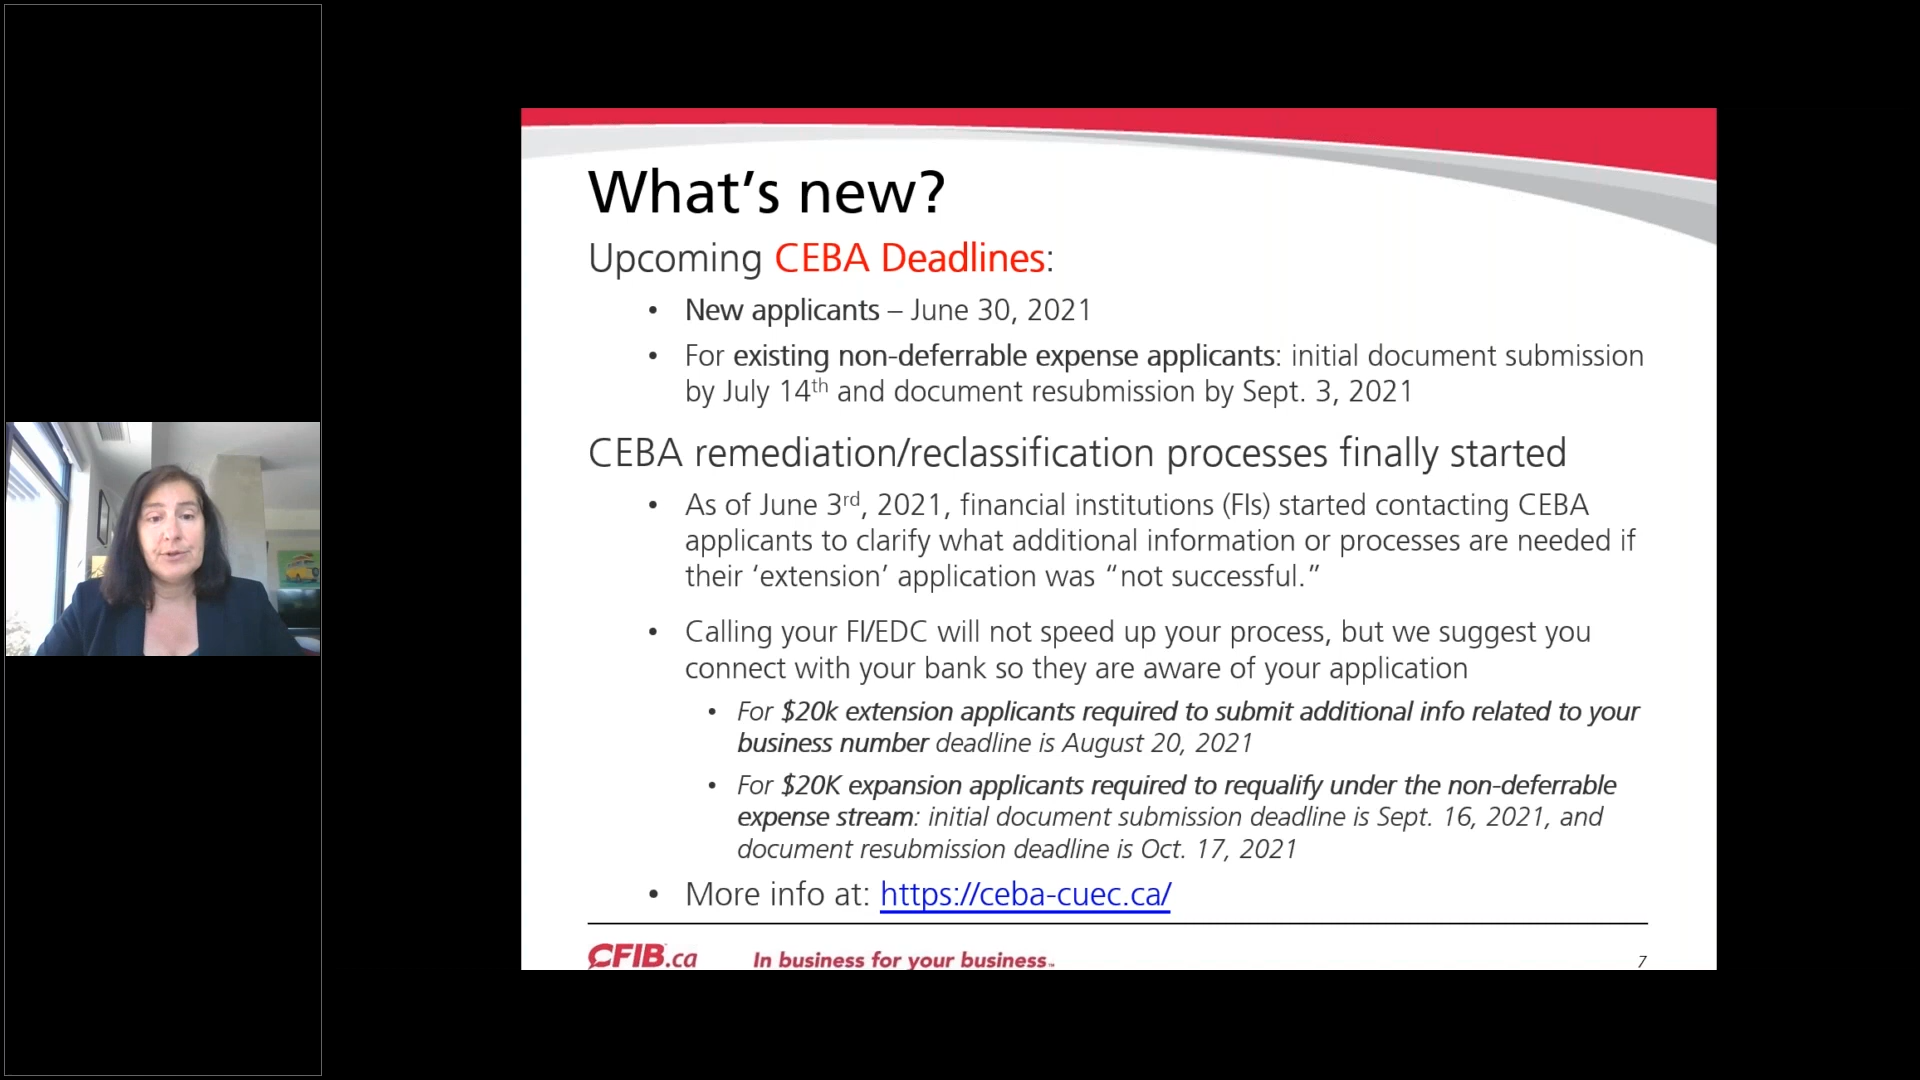 What’s new?
Upcoming CEBA Deadlines:
• New applicants – June 30, 2021
• For existing non-deferrable expense applicants: initial document submission
by July 14th and document resubmission by Sept. 3, 2021
CEBA remediation/reclassification processes finally started
• As of June 3rd, 2021, financial institutions (FIs) started contacting CEBA
applicants to clarify what additional information or processes are needed if
their ‘extension’ application was “not successful.”
• Calling your FI/EDC will not speed up your process, but we suggest you
connect with your bank so they are aware of your application
• For $20k extension applicants required to submit additional info related to your
business number deadline is August 20, 2021
• For $20K expansion applicants required to requalify under the non-deferrable
expense stream: initial document submission deadline is Sept. 16, 2021, and
document resubmission deadline is Oct. 17, 2021
• More info at: https://ceba-cuec.ca/
CFIB.ca In business for your business.™ 7